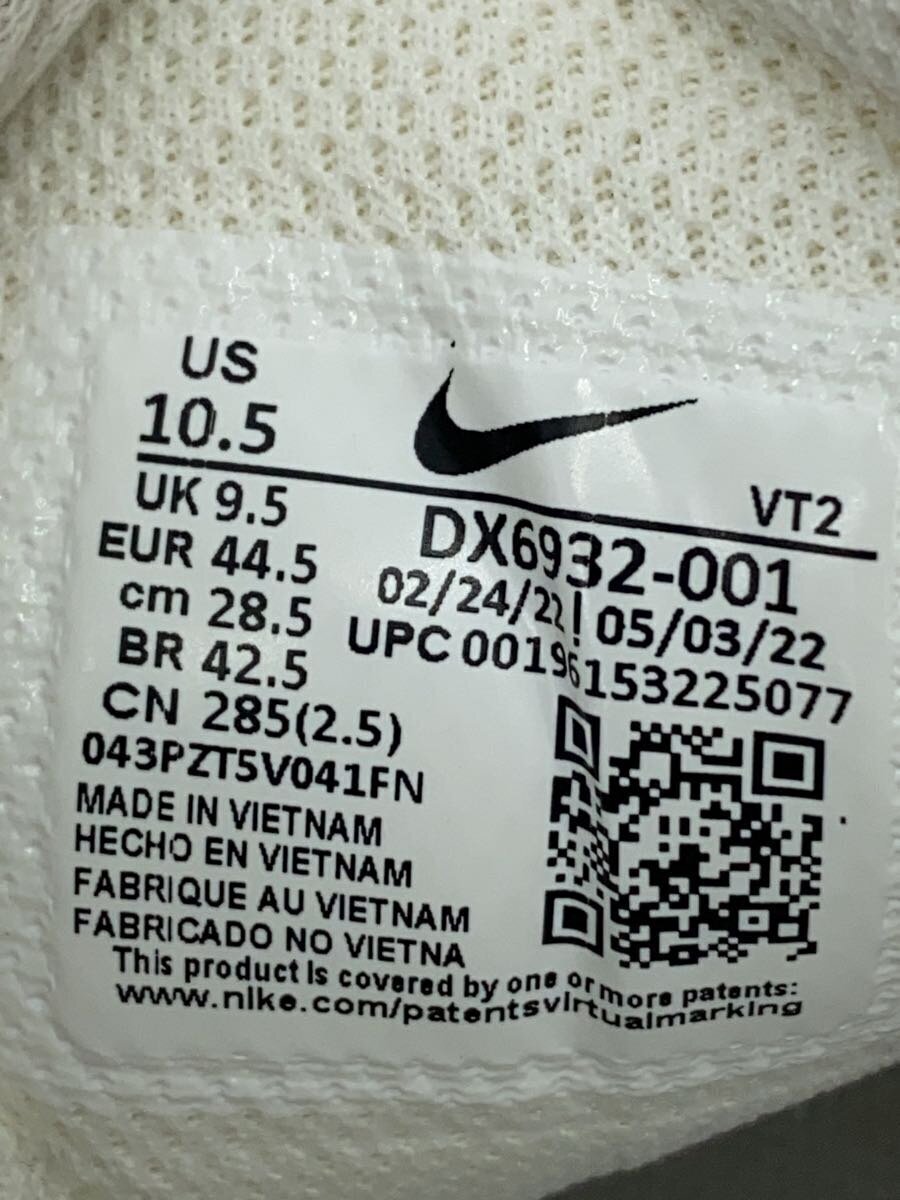 US
10.5
VT2
UK 9.5
EUR 44.5
cm 28.5
BR 42.5
CN 285(2.5)
DX6932-001
02/24/22! 05/03/22
UPC 00196153225077
043PZT5V041FN
MADE IN VIETNAM
HECHO EN VIETNAM
FABRIQUE AU VIETNAM
FABRICADO NO VIETNA
This product is covered by one or more patents:
www.nike.com/patentsvirtualmarking